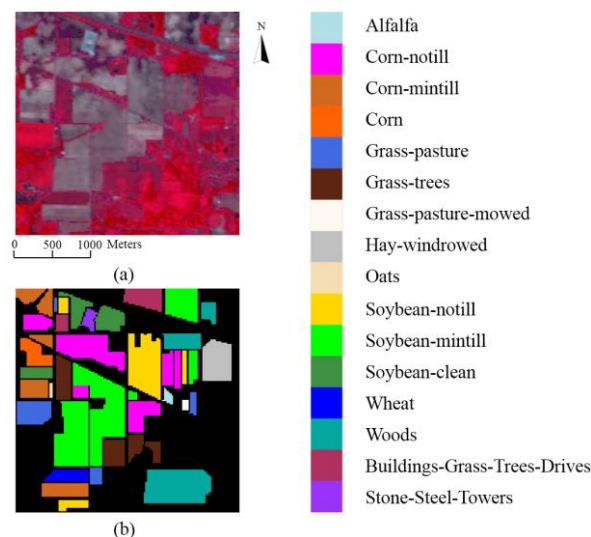 N
0 500 1000 Meters
(a)
(b)
Alfalfa
Corn-notill
Corn-mintill
Corn
Grass-pasture
Grass-trees
Grass-pasture-mowed
Hay-windrowed
Oats
Soybean-notill
Soybean-mintill
Soybean-clean
Wheat
Woods
Buildings-Grass-Trees-Drives
Stone-Steel-Towers